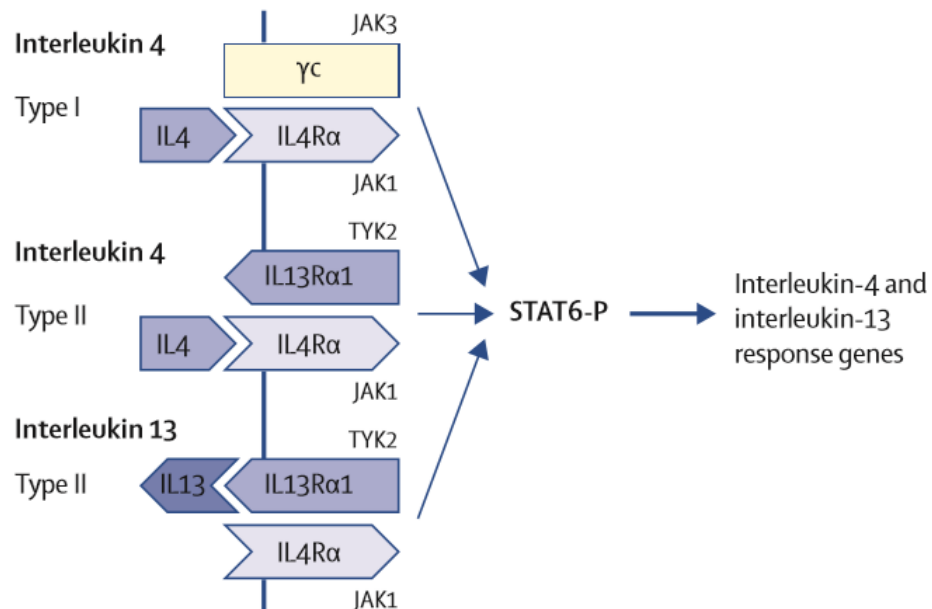 JAK3
Interleukin 4
γc
Type I
IL4
IL4Rα
JAK1
TYK2
Interleukin 4
IL13Rα1
Type II
IL4
IL4Rα
JAK1
Interleukin 13
TYK2
Type II
IL13
IL13Rα1
IL4Rα
JAK1
STAT6-P
Interleukin-4 and
interleukin-13
response genes